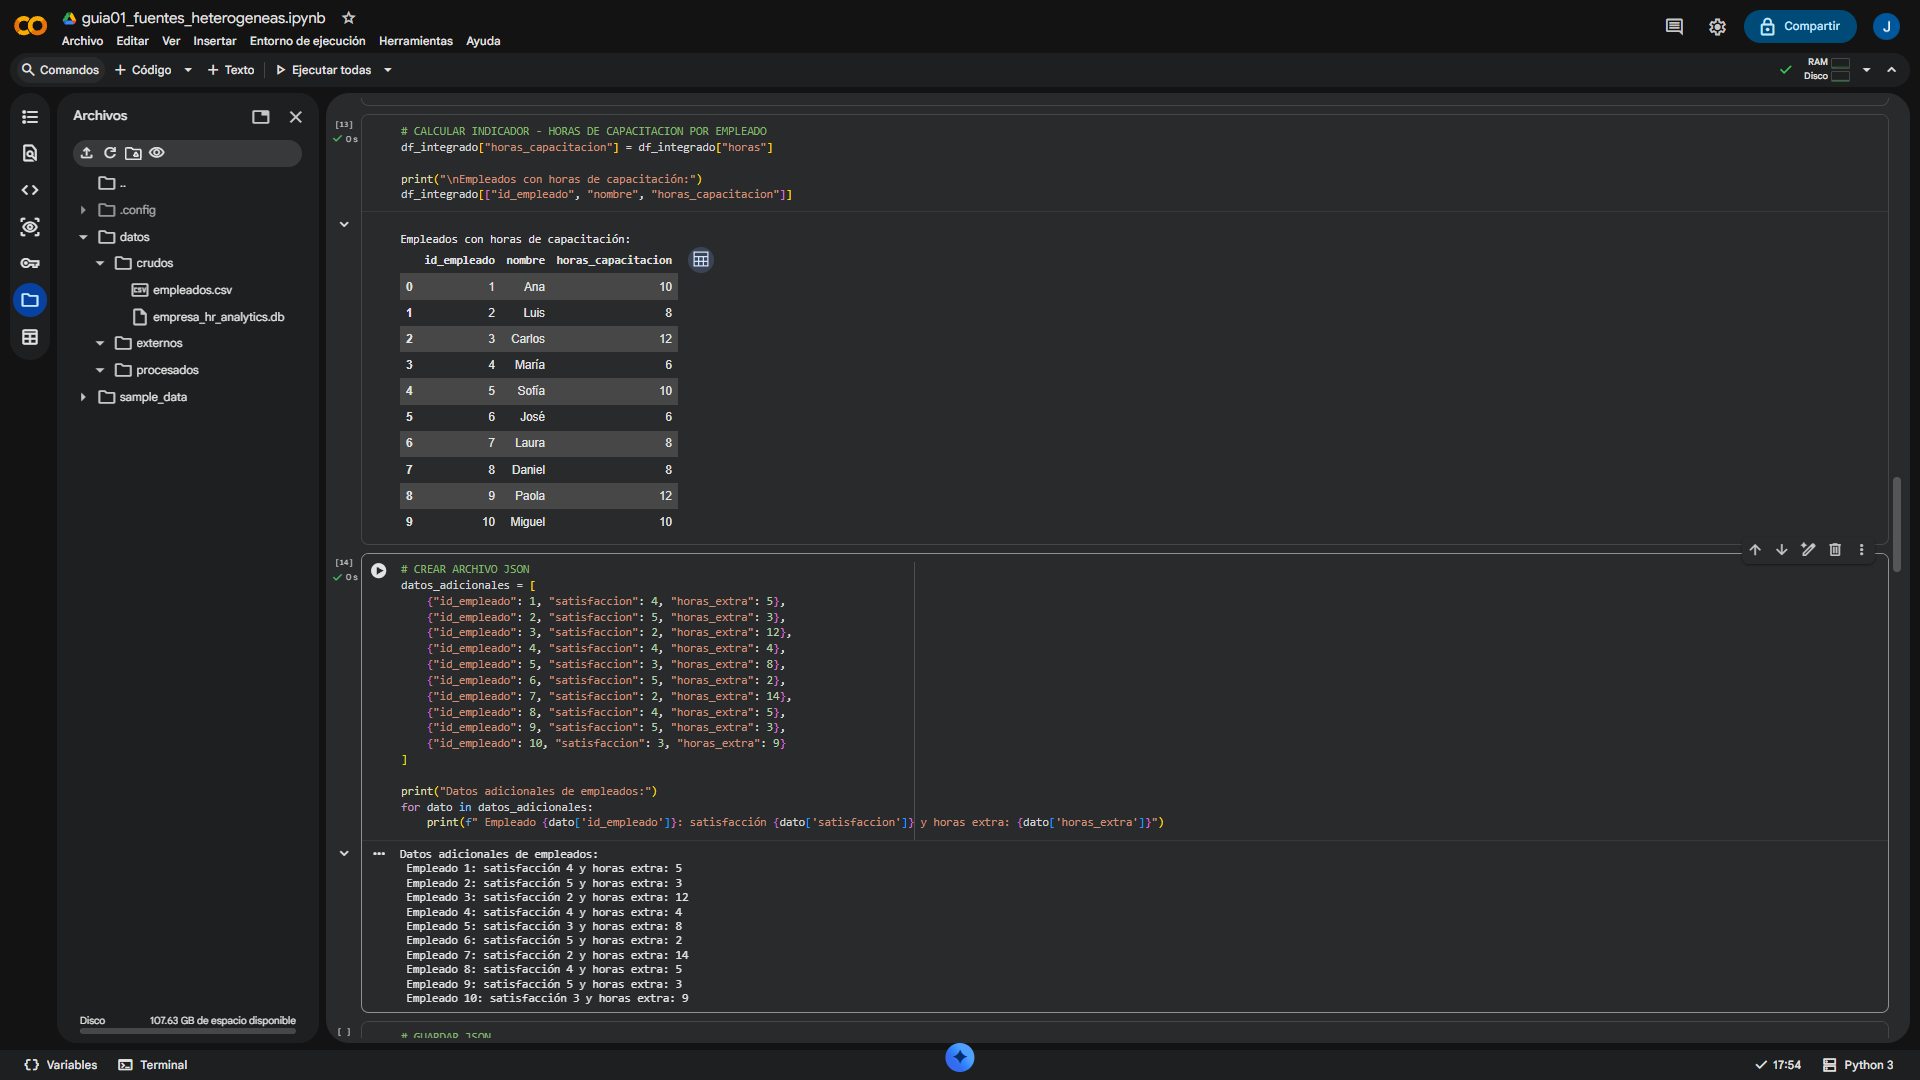 guia01_fuentes_heterogeneas.ipynb
Archivo Editar Ver Insertar Entorno de ejecución Herramientas Ayuda
Compartir
J
Comandos + Código + Texto Ejecutar todas
RAM
Disco
Archivos
..
.config
datos
crudos
empleados.csv
empresa_hr_analytics.db
externos
procesados
sample_data
Disco 107.63 GB de espacio disponible
[13]
0 s
# CALCULAR INDICADOR - HORAS DE CAPACITACION POR EMPLEADO
df_integrado["horas_capacitacion"] = df_integrado["horas"]
print("\nEmpleados con horas de capacitación:")
df_integrado[["id_empleado", "nombre", "horas_capacitacion"]]
Empleados con horas de capacitación:
id_empleado nombre horas_capacitacion
0 1 Ana 10
1 2 Luis 8
2 3 Carlos 12
3 4 María 6
4 5 Sofía 10
5 6 José 6
6 7 Laura 8
7 8 Daniel 8
8 9 Paola 12
9 10 Miguel 10
[14]
0 s
# CREAR ARCHIVO JSON
datos_adicionales = [
{"id_empleado": 1, "satisfaccion": 4, "horas_extra": 5},
{"id_empleado": 2, "satisfaccion": 5, "horas_extra": 3},
{"id_empleado": 3, "satisfaccion": 2, "horas_extra": 12},
{"id_empleado": 4, "satisfaccion": 4, "horas_extra": 4},
{"id_empleado": 5, "satisfaccion": 3, "horas_extra": 8},
{"id_empleado": 6, "satisfaccion": 5, "horas_extra": 2},
{"id_empleado": 7, "satisfaccion": 2, "horas_extra": 14},
{"id_empleado": 8, "satisfaccion": 4, "horas_extra": 5},
{"id_empleado": 9, "satisfaccion": 5, "horas_extra": 3},
{"id_empleado": 10, "satisfaccion": 3, "horas_extra": 9}
]
print("Datos adicionales de empleados:")
for dato in datos_adicionales:
print(f" Empleado {dato['id_empleado']}: satisfacción {dato['satisfaccion']} y horas extra: {dato['horas_extra']}")
Datos adicionales de empleados:
Empleado 1: satisfacción 4 y horas extra: 5
Empleado 2: satisfacción 5 y horas extra: 3
Empleado 3: satisfacción 2 y horas extra: 12
Empleado 4: satisfacción 4 y horas extra: 4
Empleado 5: satisfacción 3 y horas extra: 8
Empleado 6: satisfacción 5 y horas extra: 2
Empleado 7: satisfacción 2 y horas extra: 14
Empleado 8: satisfacción 4 y horas extra: 5
Empleado 9: satisfacción 5 y horas extra: 3
Empleado 10: satisfacción 3 y horas extra: 9
[ ]
# GUARDAR JSON
Variables Terminal
17:54 Python 3